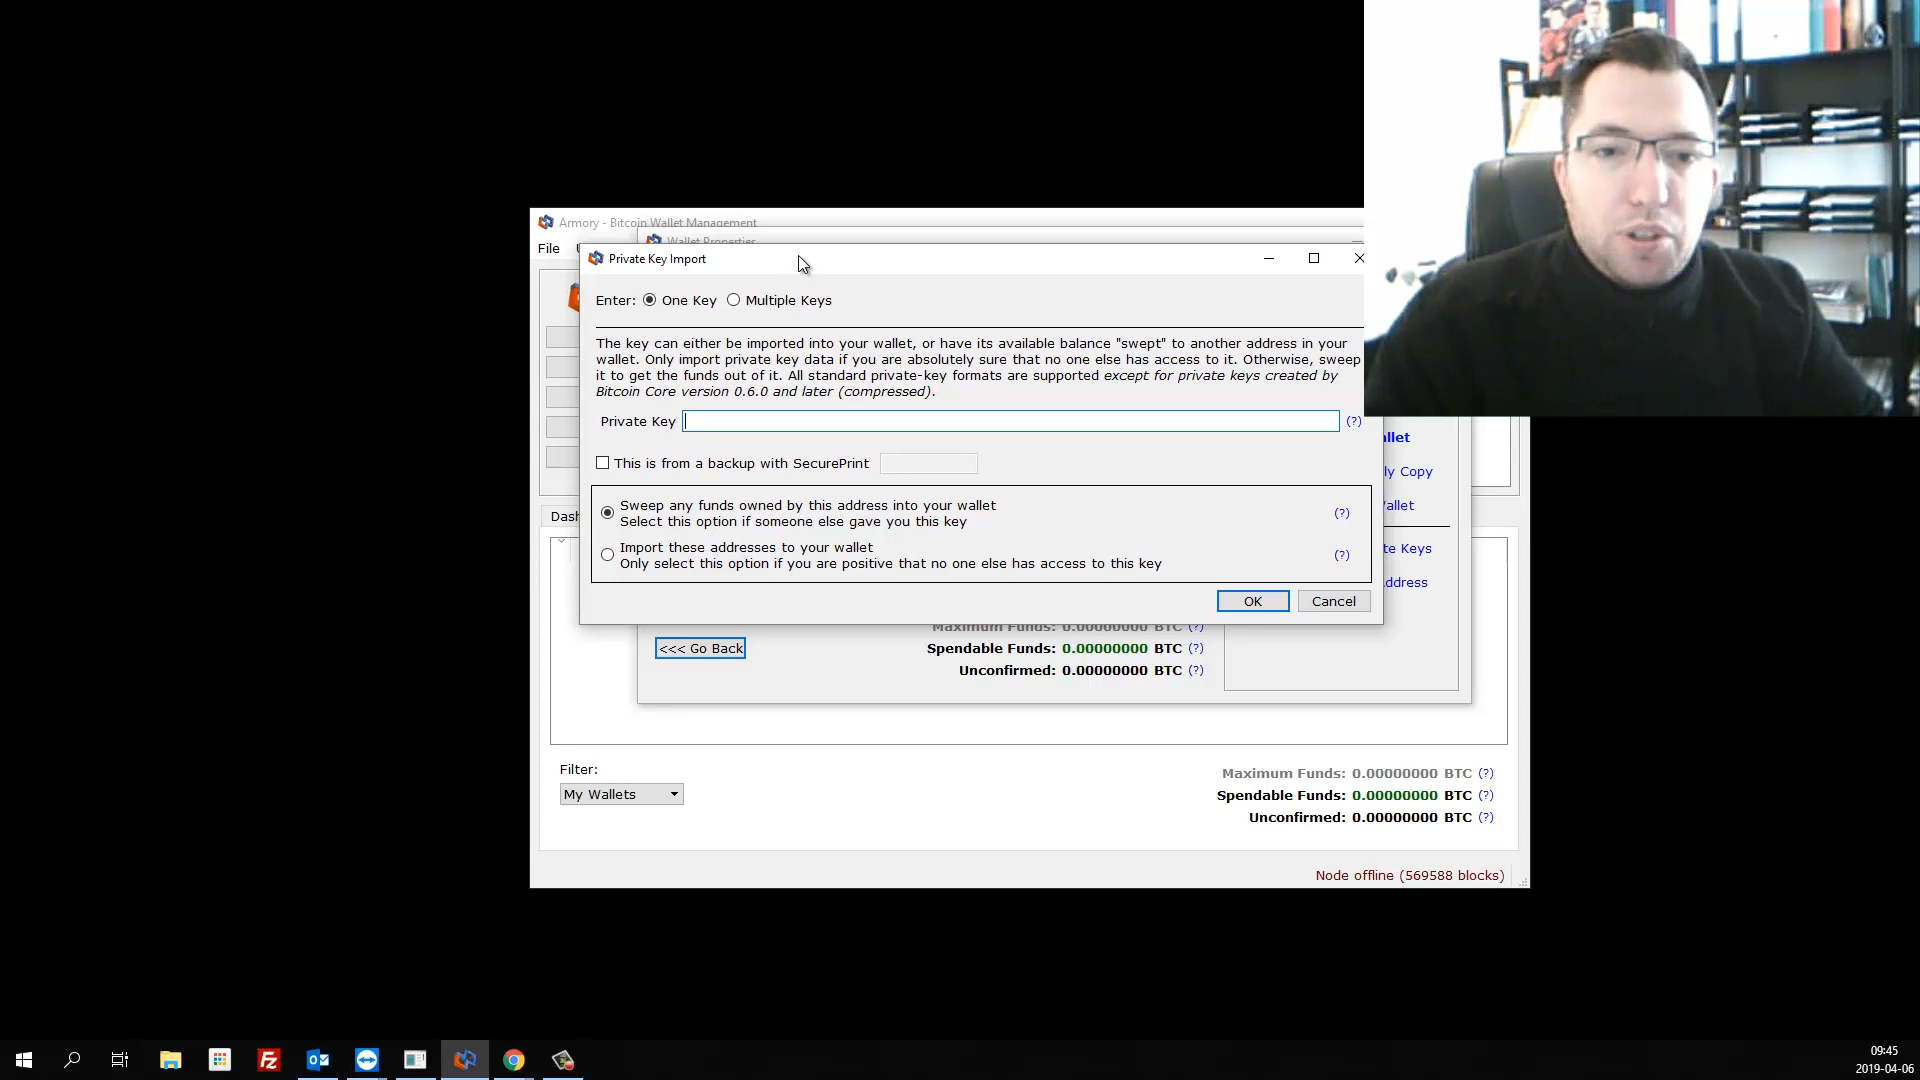 Armory - Bitcoin Wallet Management
Wallet Properties
File
Private Key Import
Enter: One Key Multiple Keys
The key can either be imported into your wallet, or have its available balance "swept" to another address in your
wallet. Only import private key data if you are absolutely sure that no one else has access to it. Otherwise, sweep
it to get the funds out of it. All standard private-key formats are supported except for private keys created by
Bitcoin Core version 0.6.0 and later (compressed).
Private Key (?)
This is from a backup with SecurePrint
Sweep any funds owned by this address into your wallet
Select this option if someone else gave you this key
(?)
Import these addresses to your wallet
Only select this option if you are positive that no one else has access to this key
(?)
OK Cancel
llet
ly Copy
allet
te Keys
ddress
Dash
Maximum Funds: 0.00000000 BTC (?)
<<< Go Back
Spendable Funds: 0.00000000 BTC (?)
Unconfirmed: 0.00000000 BTC (?)
Filter:
My Wallets
Maximum Funds: 0.00000000 BTC (?)
Spendable Funds: 0.00000000 BTC (?)
Unconfirmed: 0.00000000 BTC (?)
Node offline (569588 blocks)
09:45
2019-04-06